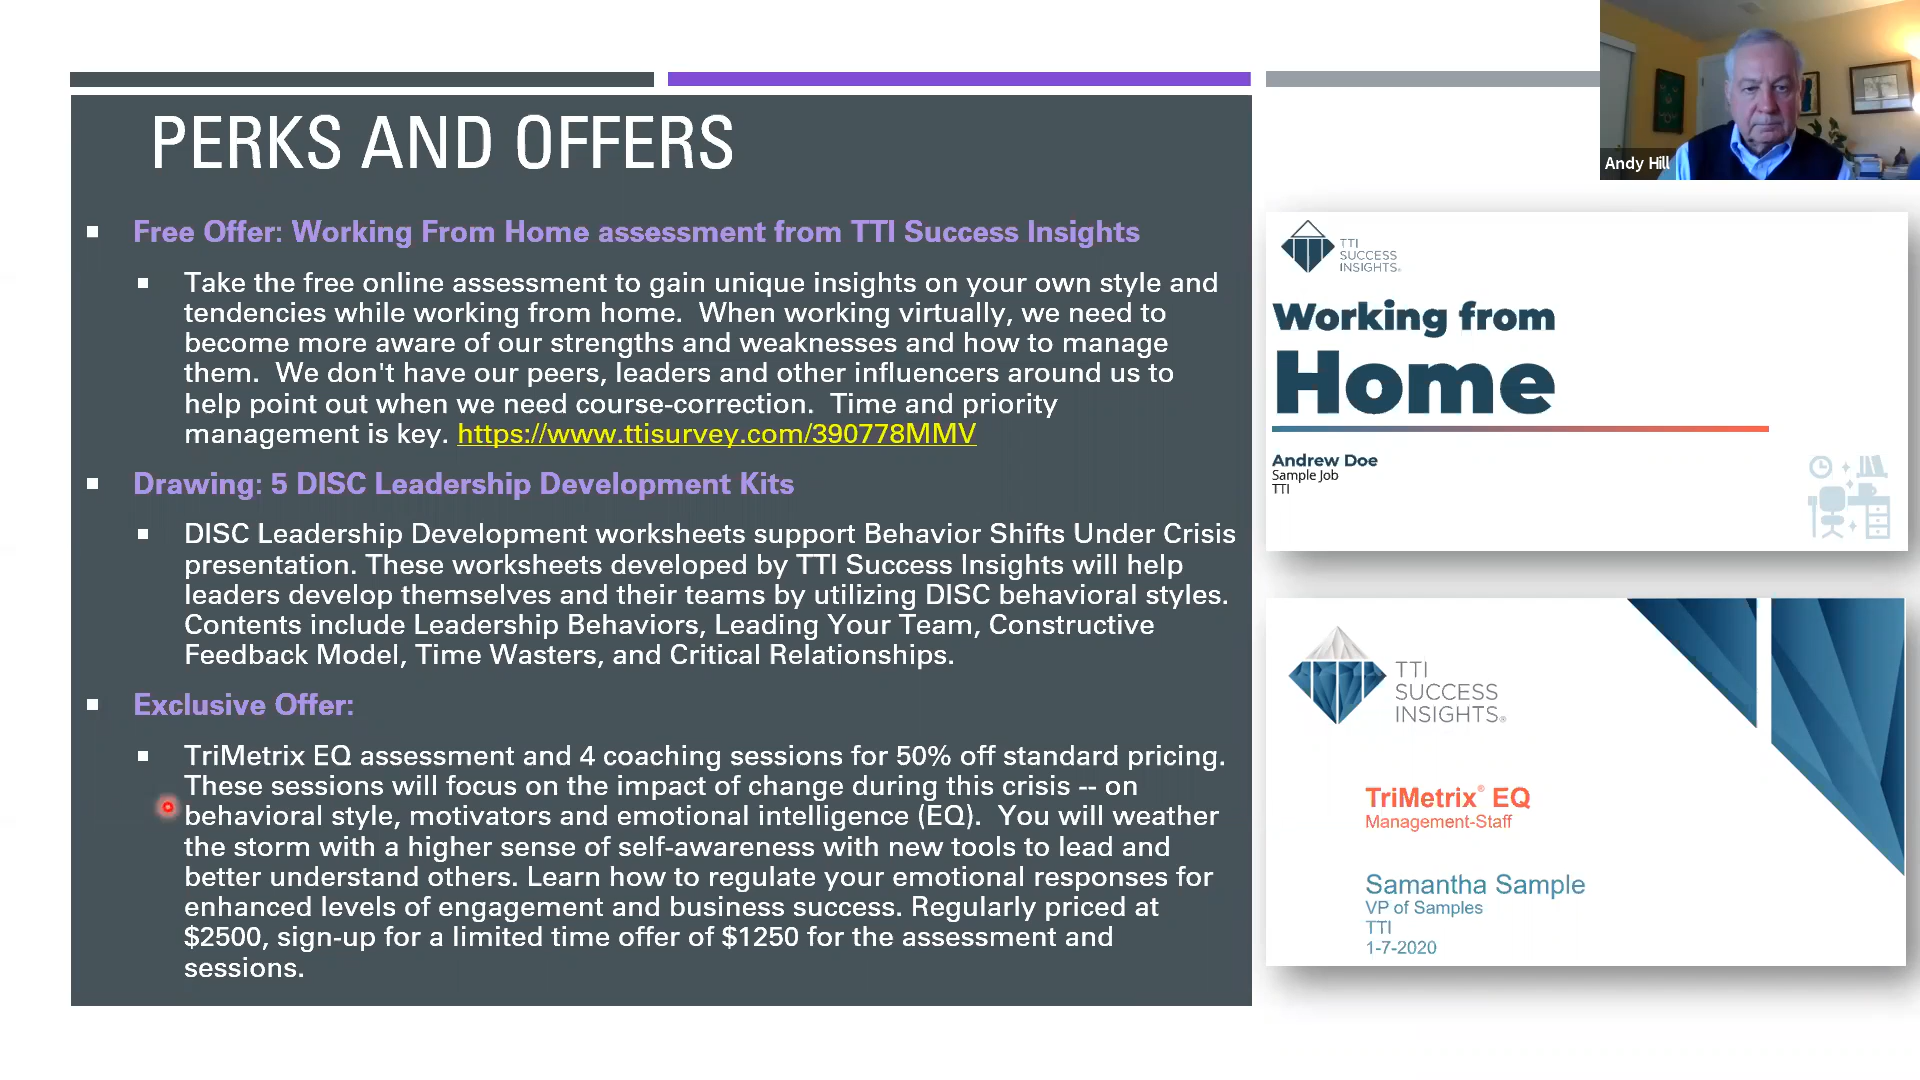 PERKS AND OFFERS
▪ Free Offer: Working From Home assessment from TTI Success Insights
▪ Take the free online assessment to gain unique insights on your own style and
tendencies while working from home.  When working virtually, we need to
become more aware of our strengths and weaknesses and how to manage
them.  We don't have our peers, leaders and other influencers around us to
help point out when we need course-correction.  Time and priority
management is key. https://www.ttisurvey.com/390778MMV
▪ Drawing: 5 DISC Leadership Development Kits
▪ DISC Leadership Development worksheets support Behavior Shifts Under Crisis
presentation. These worksheets developed by TTI Success Insights will help
leaders develop themselves and their teams by utilizing DISC behavioral styles.
Contents include Leadership Behaviors, Leading Your Team, Constructive
Feedback Model, Time Wasters, and Critical Relationships.
▪ Exclusive Offer:
▪ TriMetrix EQ assessment and 4 coaching sessions for 50% off standard pricing.
These sessions will focus on the impact of change during this crisis -- on
behavioral style, motivators and emotional intelligence (EQ).  You will weather
the storm with a higher sense of self-awareness with new tools to lead and
better understand others. Learn how to regulate your emotional responses for
enhanced levels of engagement and business success. Regularly priced at
$2500, sign-up for a limited time offer of $1250 for the assessment and
sessions.
Andy Hill
TTI
SUCCESS
INSIGHTS®
Working from
Home
Andrew Doe
Sample Job
TTI
TTI
SUCCESS
INSIGHTS®
TriMetrix® EQ
Management-Staff
Samantha Sample
VP of Samples
TTI
1-7-2020